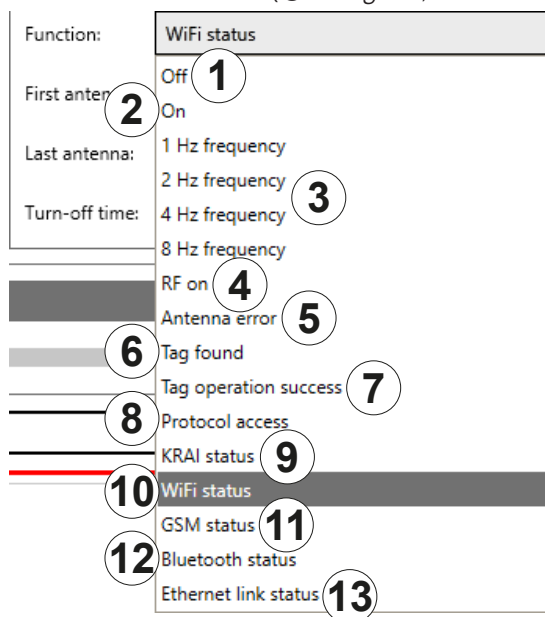 Function: WiFi status
Off 1
First anten
2 On
Last antenna: 1 Hz frequency
2 Hz frequency
3
Turn-off time: 4 Hz frequency
8 Hz frequency
RF on 4
Antenna error 5
6 Tag found
Tag operation success 7
8 Protocol access
KRAI status 9
10 WiFi status
GSM status 11
12 Bluetooth status
Ethernet link status 13